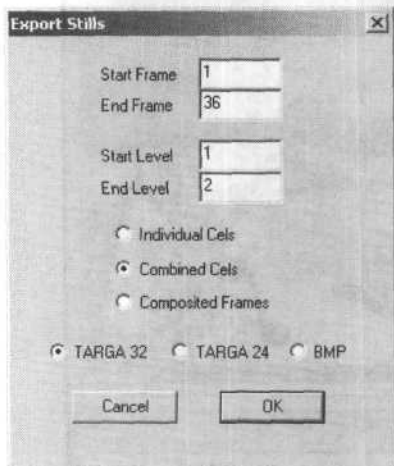 Export Stills
Start Frame 1
End Frame 36
Start Level 1
End Level 2
Individual Cels
Combined Cels
Composited Frames
TARGA 32 TARGA 24 BMP
Cancel OK